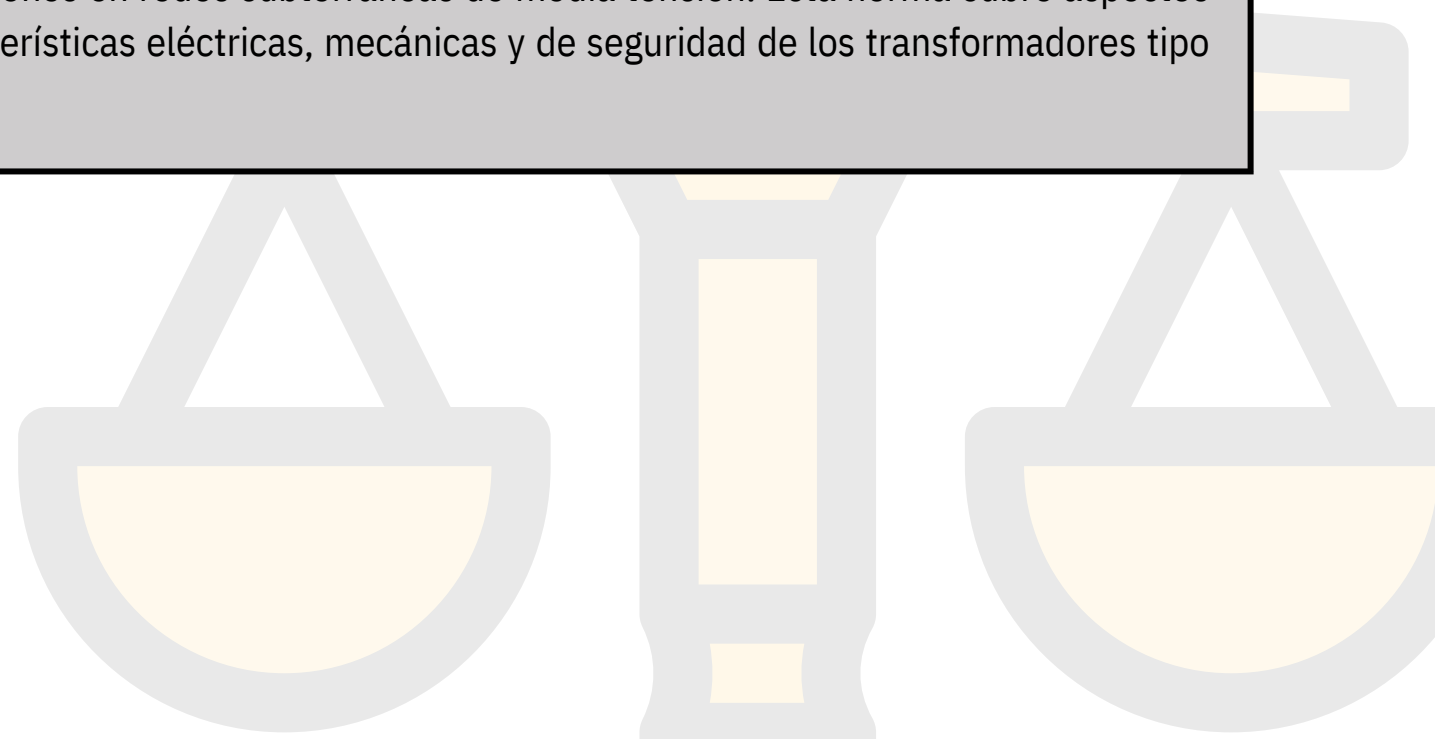 en redes subterráneas de media tensión. Esta norma cubre aspectos
erísticas eléctricas, mecánicas y de seguridad de los transformadores tipo